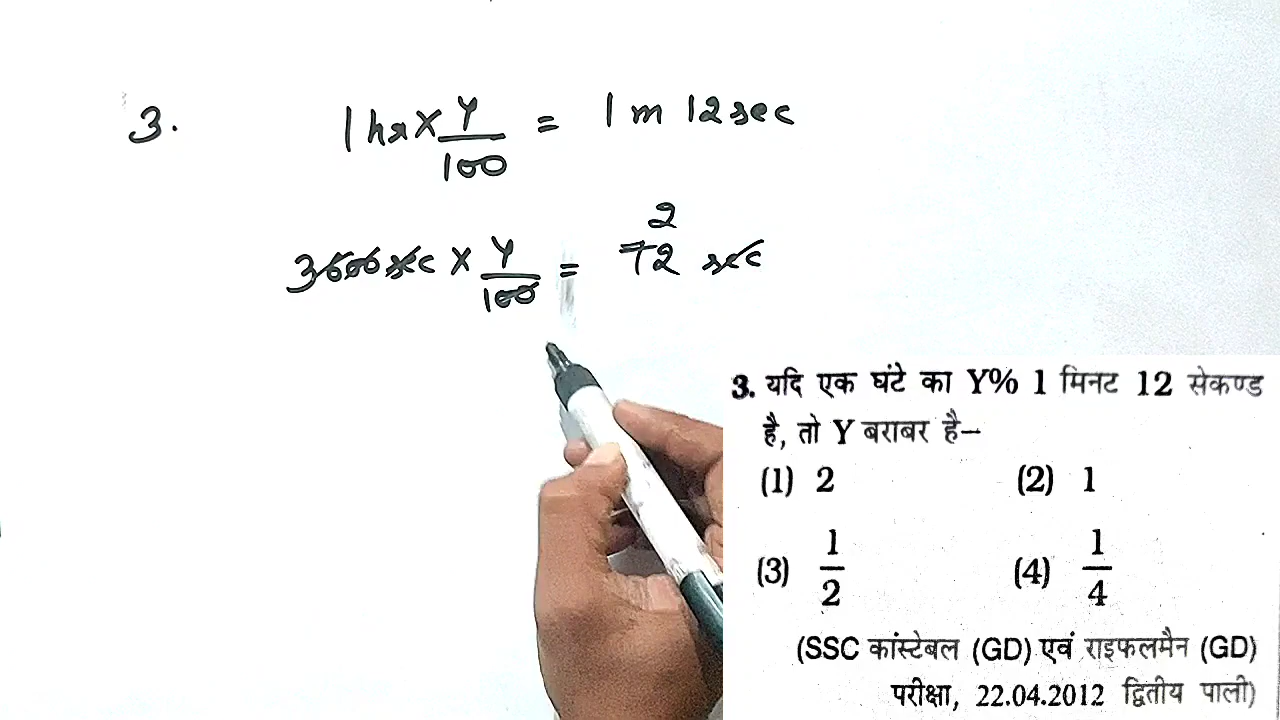 3. 1 hr × Y/100 = 1 m 12 sec
2
3600 sec × Y/100 = 72 sec
3. यदि एक घंटे का Y% 1 मिनट 12 सेकण्ड
है, तो Y बराबर है–
(1) 2 (2) 1
(3) 1/2 (4) 1/4
(SSC कांस्टेबल (GD) एवं राइफलमैन (GD)
परीक्षा, 22.04.2012 द्वितीय पाली)